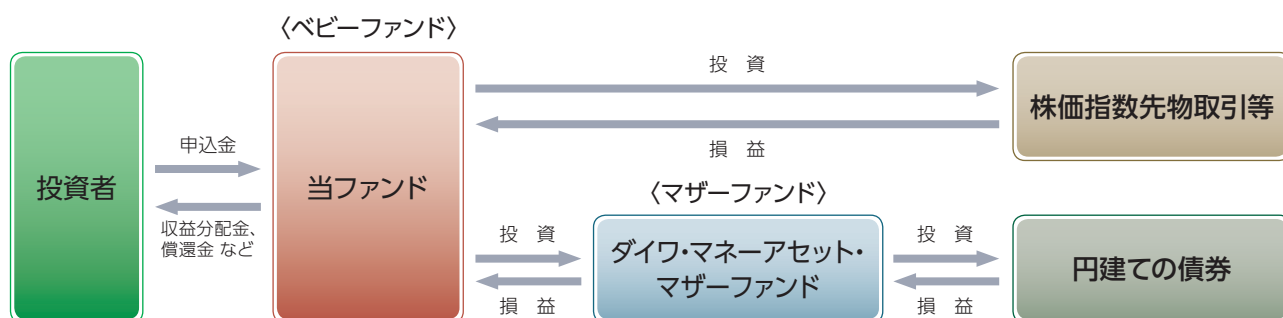 〈ベビーファンド〉
投資者
申込金
収益分配金、
償還金 など
当ファンド
投 資
損 益
株価指数先物取引等
〈マザーファンド〉
投 資
損 益
ダイワ・マネーアセット・
マザーファンド
投 資
損 益
円建ての債券